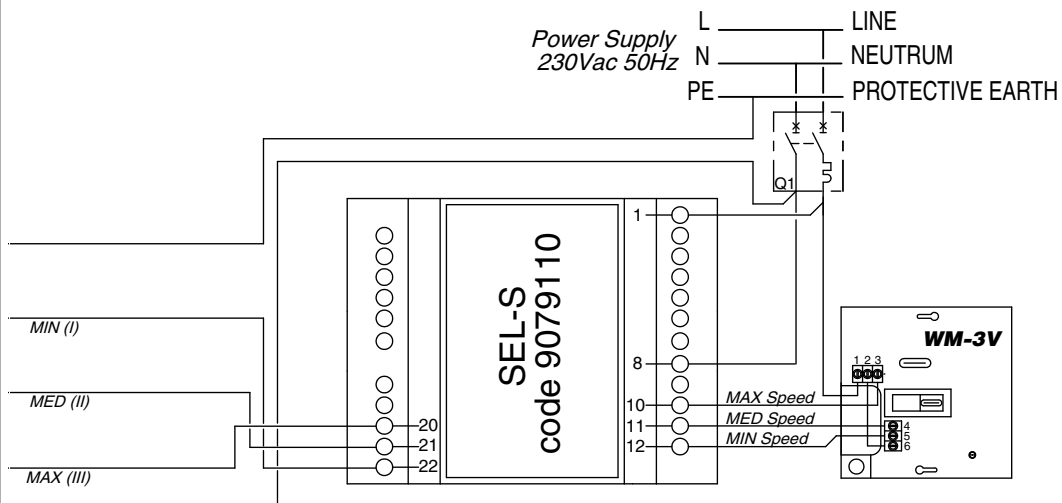 L LINE
Power Supply
230Vac 50Hz
N NEUTRUM
PE PROTECTIVE EARTH
Q1
1
SEL-S
code 9079110
MIN (I)
WM-3V
1 2 3
8
MED (II)
10 MAX Speed
20 11 MED Speed 4
21 12 MIN Speed 5
22 6
MAX (III)